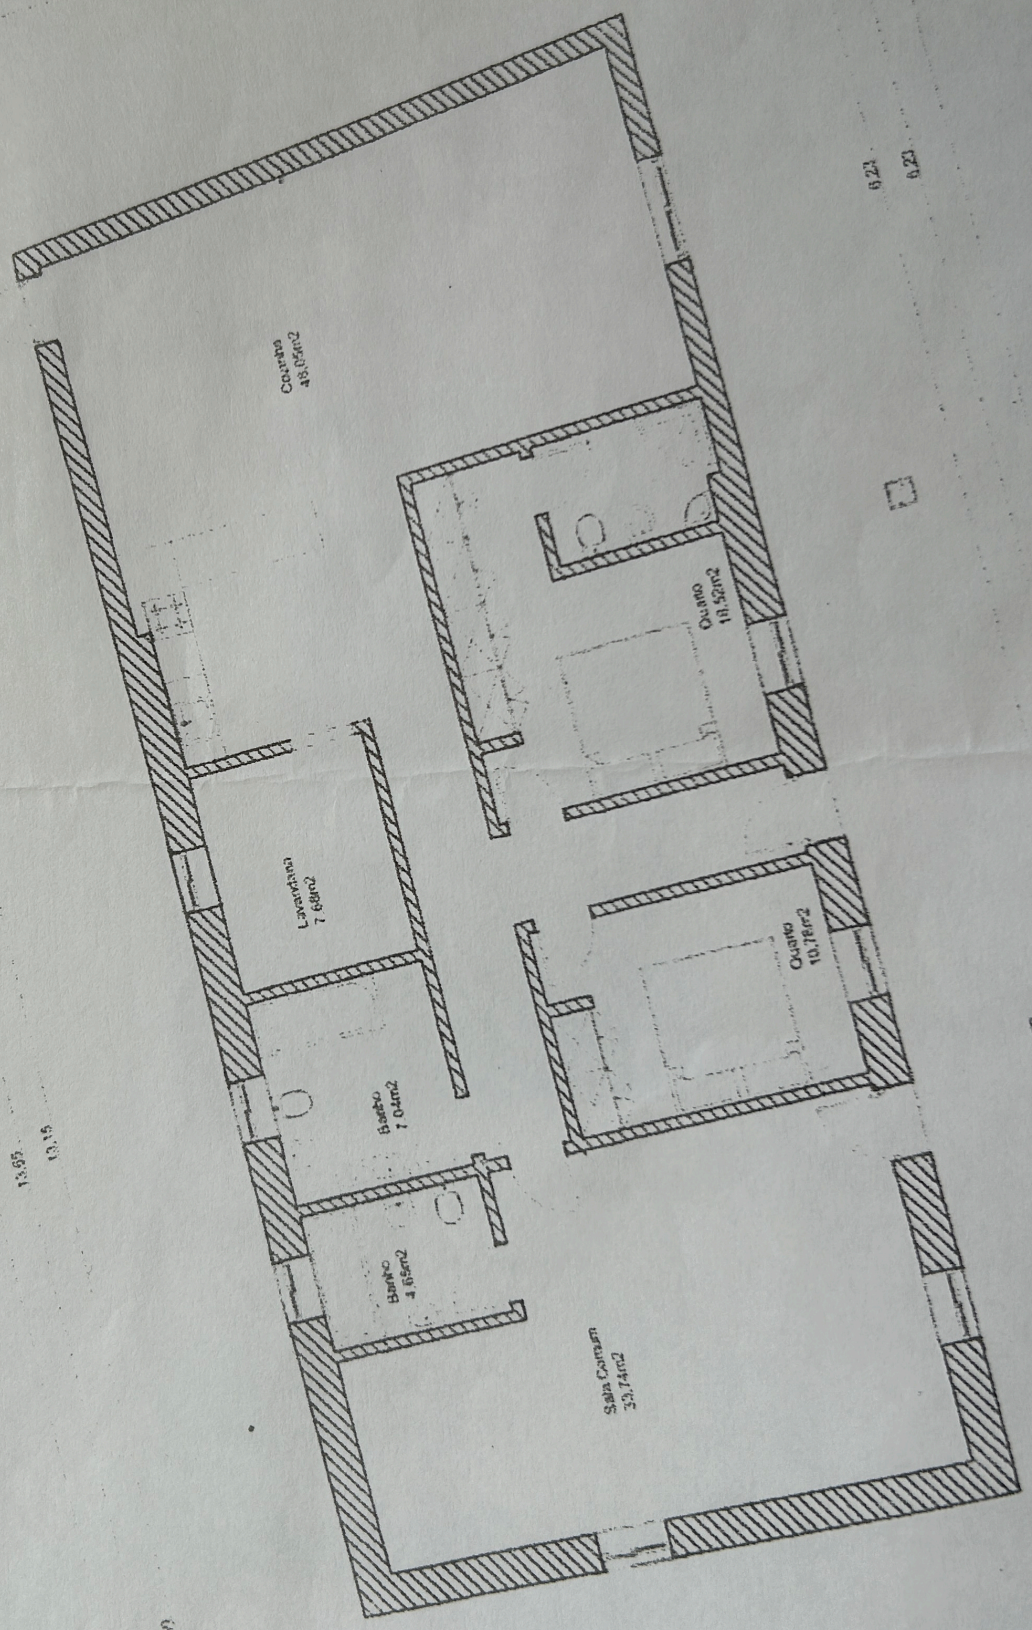 6.23
6.23
Cozinha
48.05m2
Quarto
18.52m2
Lavandaria
7.68m2
Quarto
10.78m2
Banho
7.04m2
13.65
13.15
Banho
4.65m2
Sala Comum
33.74m2